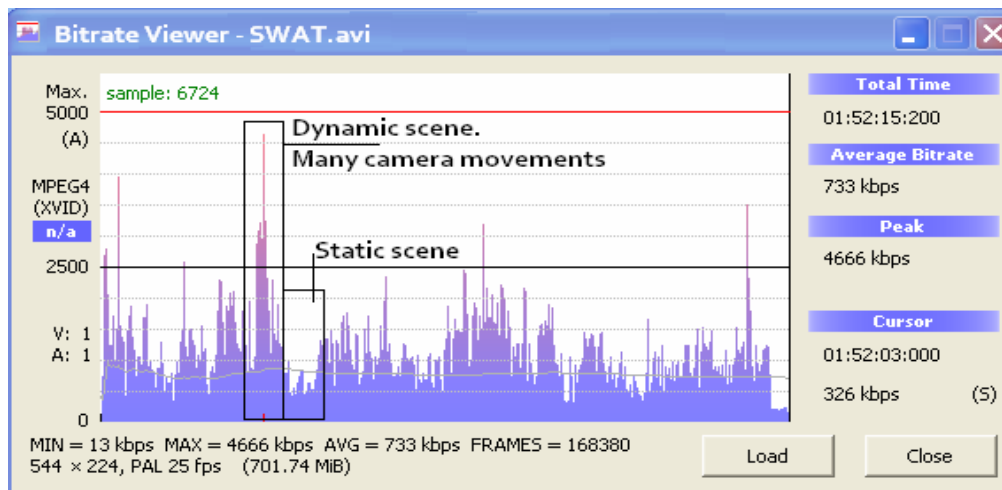 Bitrate Viewer - SWAT.avi
Max.
5000
(A)
MPEG4
(XVID)
n/a
2500
V: 1
A: 1
0
sample: 6724
Dynamic scene.
Many camera movements
Static scene
Total Time
01:52:15:200
Average Bitrate
733 kbps
Peak
4666 kbps
Cursor
01:52:03:000
326 kbps (S)
MIN = 13 kbps MAX = 4666 kbps AVG = 733 kbps FRAMES = 168380
544 × 224, PAL 25 fps (701.74 MiB)
Load
Close